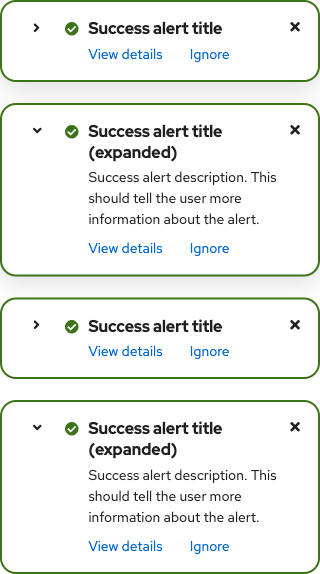 Success alert title
View details Ignore
Success alert title
(expanded)
Success alert description. This
should tell the user more
information about the alert.
View details Ignore
Success alert title
View details Ignore
Success alert title
(expanded)
Success alert description. This
should tell the user more
information about the alert.
View details Ignore